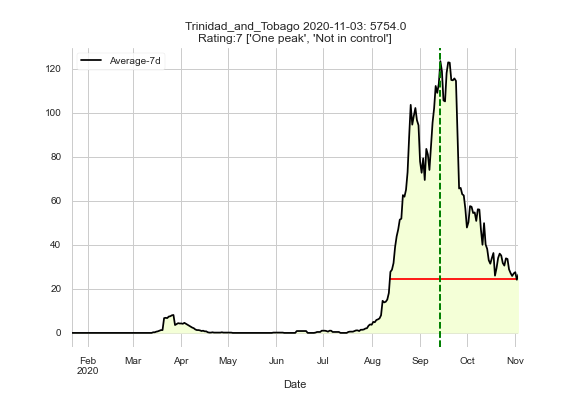 Trinidad_and_Tobago 2020-11-03: 5754.0
Rating:7 ['One peak', 'Not in control']
Average-7d
120
100
80
60
40
20
0
Feb Mar Apr May Jun Jul Aug Sep Oct Nov
2020
Date